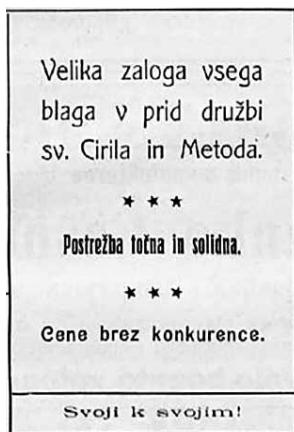 Velika zaloga vsega
blaga v prid družbi
sv. Cirila in Metoda.
★ ★ ★
Postrežba točna in solidna.
★ ★ ★
Cene brez konkurence.
Svoji k svojim!